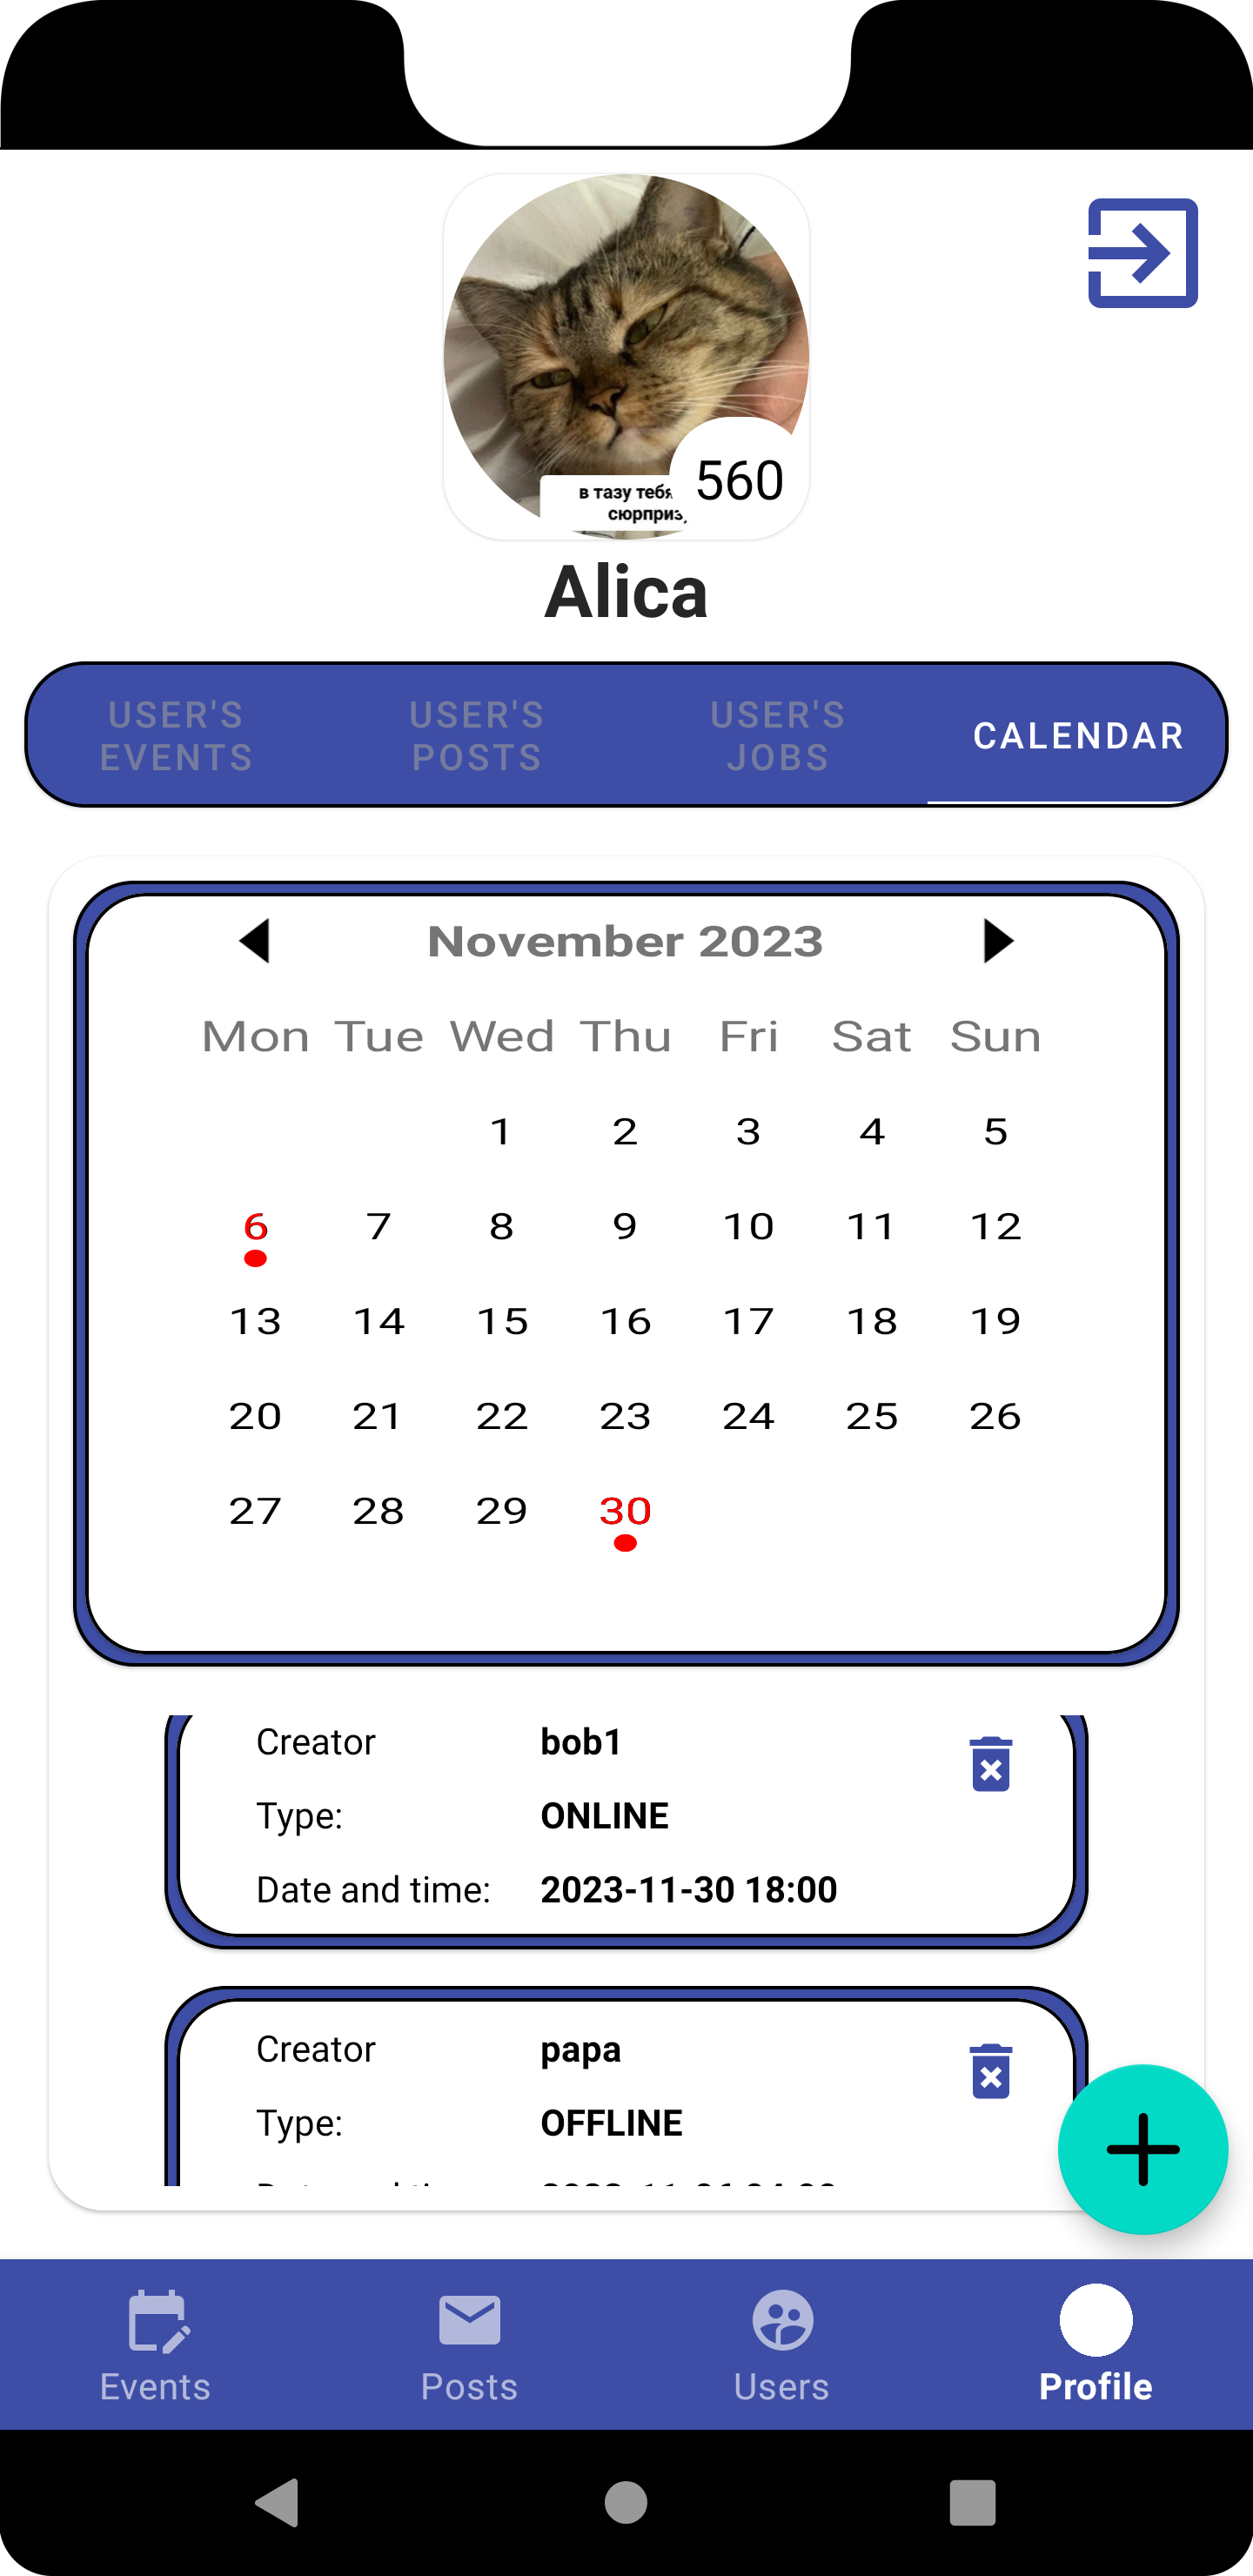 в тазу тебя
сюрприз
560
Alica
USER'S EVENTS
USER'S POSTS
USER'S JOBS
CALENDAR
November 2023
Mon Tue Wed Thu Fri Sat Sun
1 2 3 4 5
6 7 8 9 10 11 12
13 14 15 16 17 18 19
20 21 22 23 24 25 26
27 28 29 30
Creator bob1
Type: ONLINE
Date and time: 2023-11-30 18:00
Creator papa
Type: OFFLINE
Events Posts Users Profile